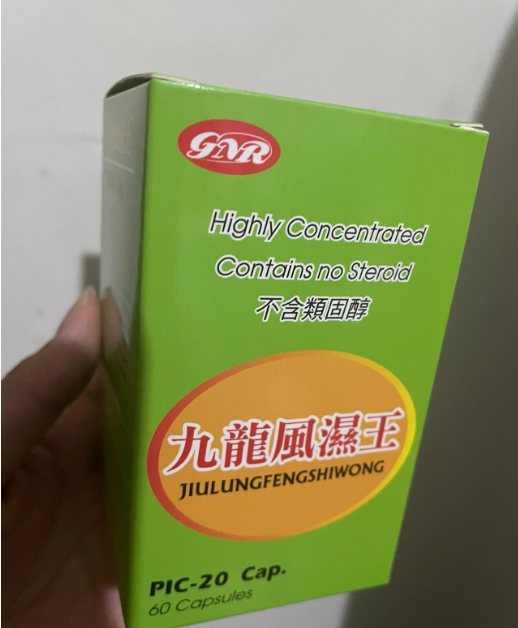 GNR
Highly Concentrated
Contains no Steroid
不含類固醇
九龍風濕王
JIULUNGFENGSHIWONG
PIC-20 Cap.
60 Capsules